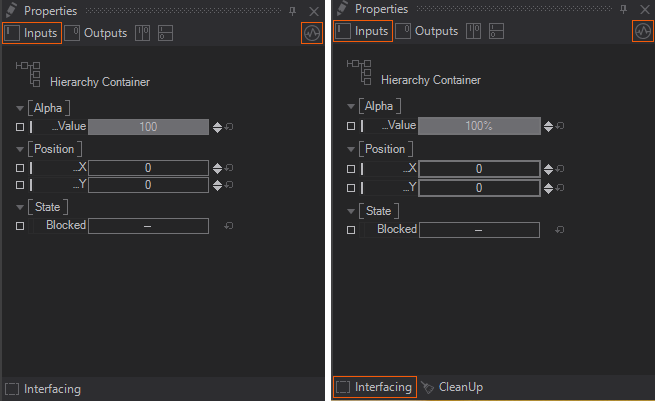 Properties
Inputs Outputs
Hierarchy Container
[Alpha]
...Value 100
[Position]
...X 0
...Y 0
[State]
Blocked --
Interfacing
Properties
Inputs Outputs
Hierarchy Container
[Alpha]
...Value 100%
[Position]
...X 0
...Y 0
[State]
Blocked --
Interfacing CleanUp